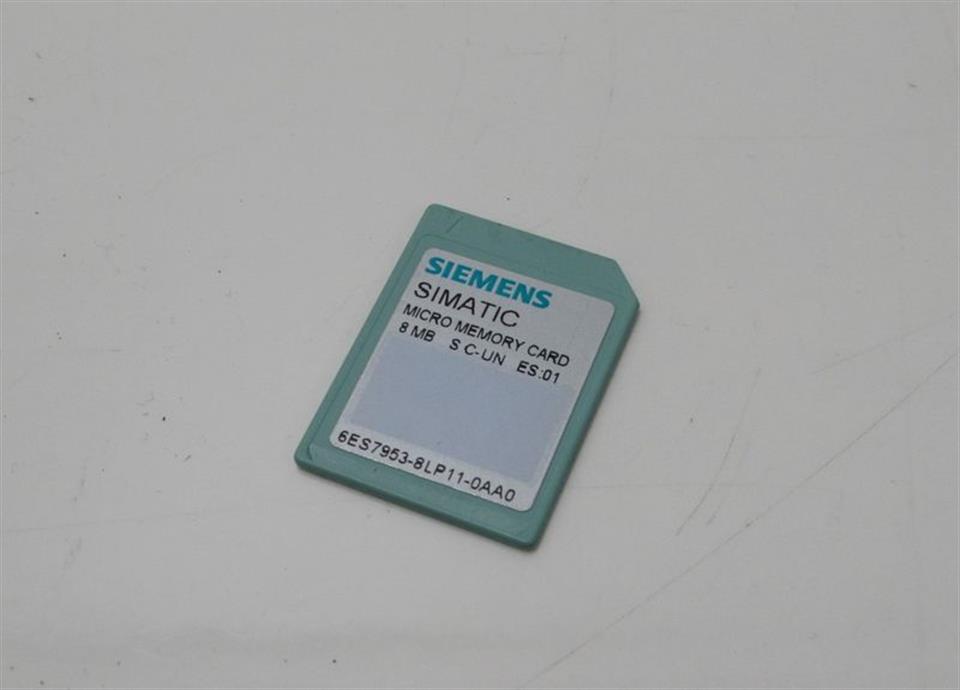 SIEMENS
SIMATIC
MICRO MEMORY CARD
8 MB S C-UN ES:01
6ES7953-8LP11-0AA0